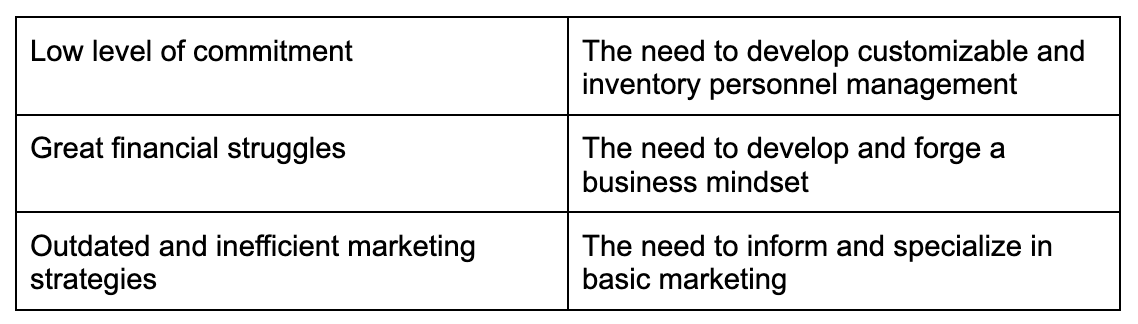 Low level of commitment
The need to develop customizable and
inventory personnel management
Great financial struggles
The need to develop and forge a
business mindset
Outdated and inefficient marketing
strategies
The need to inform and specialize in
basic marketing